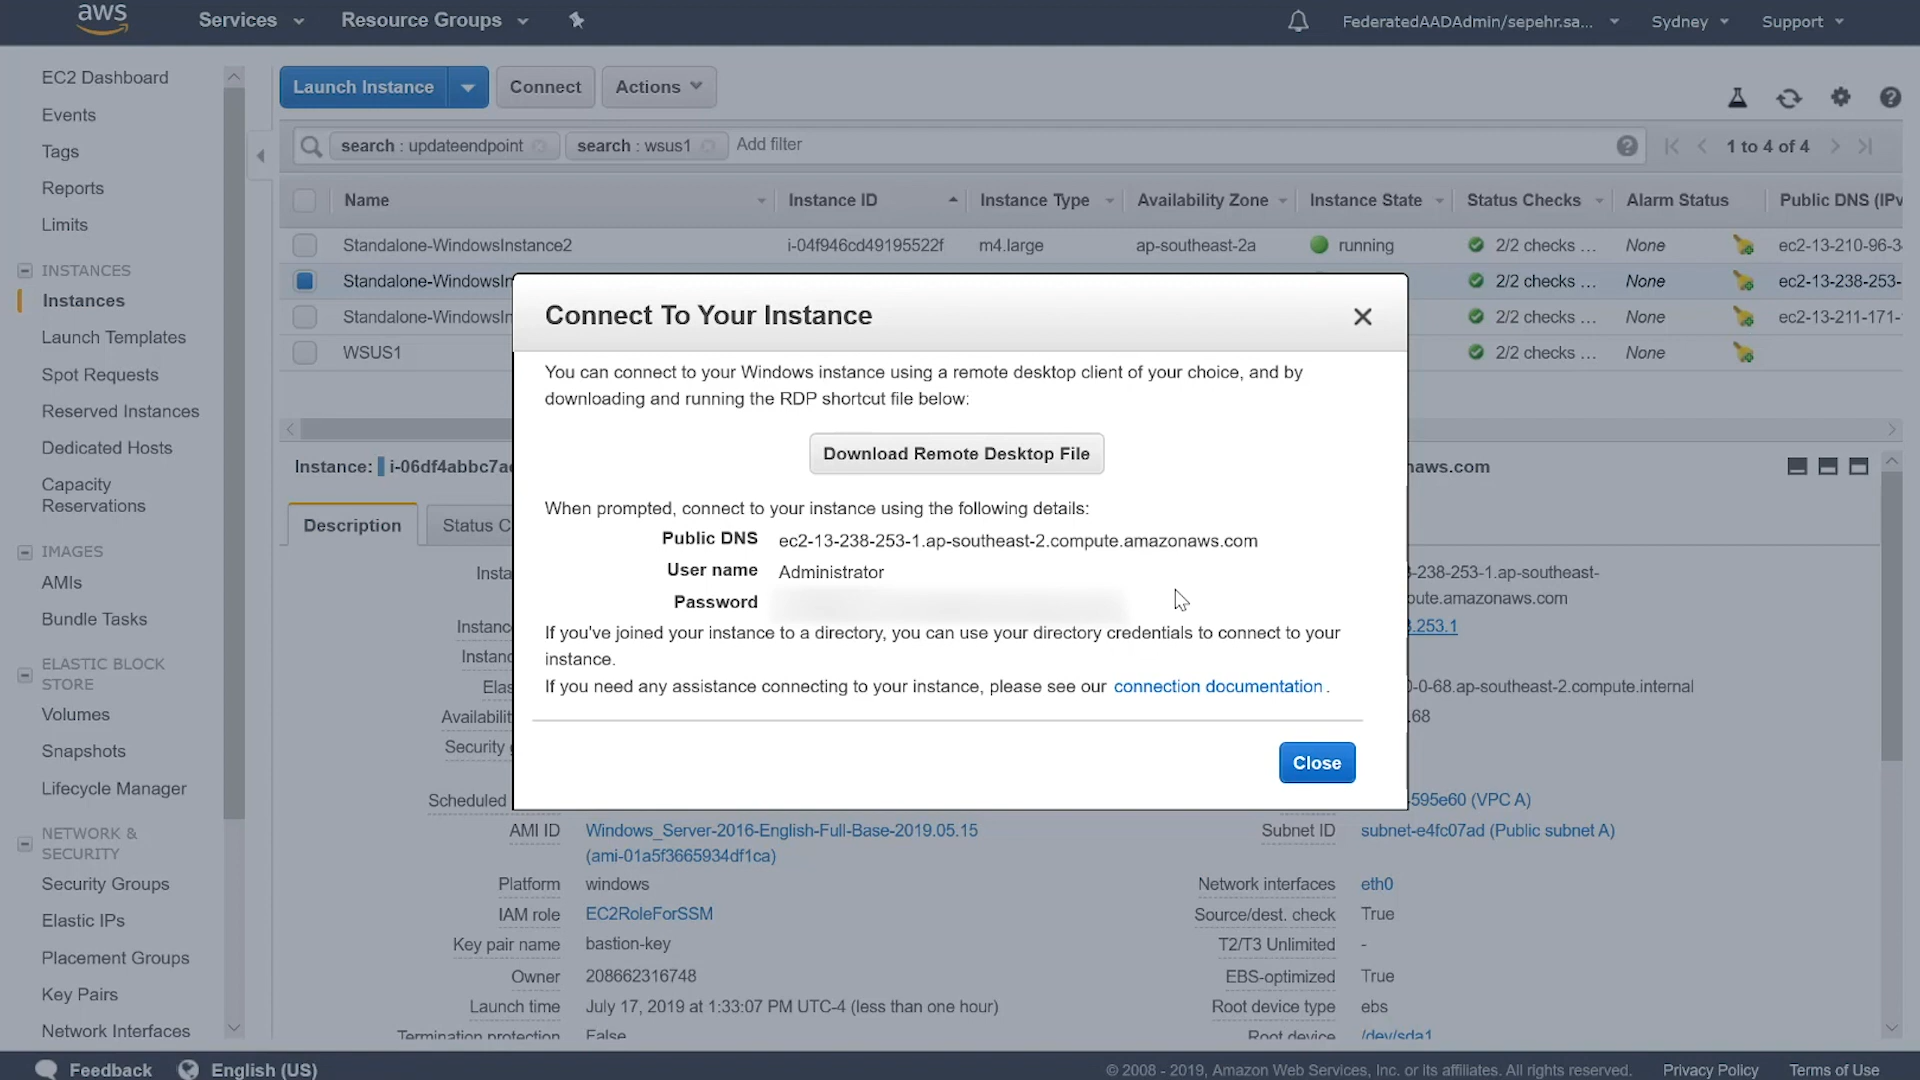 aws Services Resource Groups FederatedAADAdmin/sepehr.sa... Sydney Support
EC2 Dashboard
Events
Tags
Reports
Limits
INSTANCES
Instances
Launch Templates
Spot Requests
Reserved Instances
Dedicated Hosts
Capacity
Reservations
IMAGES
AMIs
Bundle Tasks
ELASTIC BLOCK
STORE
Volumes
Snapshots
Lifecycle Manager
NETWORK &
SECURITY
Security Groups
Elastic IPs
Placement Groups
Key Pairs
Network Interfaces
Launch Instance Connect Actions
search : updateendpoint search : wsus1 Add filter 1 to 4 of 4
Name Instance ID Instance Type Availability Zone Instance State Status Checks Alarm Status Public DNS (IPv
Standalone-WindowsInstance2 i-04f946cd49195522f m4.large ap-southeast-2a running 2/2 checks ... None ec2-13-210-96-3
Standalone-WindowsIn 2/2 checks ... None ec2-13-238-253-
Standalone-WindowsIn 2/2 checks ... None ec2-13-211-171-
WSUS1 2/2 checks ... None
Connect To Your Instance
You can connect to your Windows instance using a remote desktop client of your choice, and by
downloading and running the RDP shortcut file below:
Download Remote Desktop File
When prompted, connect to your instance using the following details:
Public DNS ec2-13-238-253-1.ap-southeast-2.compute.amazonaws.com
User name Administrator
Password
If you've joined your instance to a directory, you can use your directory credentials to connect to your
instance.
If you need any assistance connecting to your instance, please see our connection documentation .
Close
Instance: i-06df4abbc7a naws.com
Description Status C
Insta -238-253-1.ap-southeast-
pute.amazonaws.com
Instanc .253.1
Instanc
Elas 0-0-68.ap-southeast-2.compute.internal
Availabilit .68
Security
Scheduled -595e60 (VPC A)
AMI ID Windows_Server-2016-English-Full-Base-2019.05.15
(ami-01a5f3665934df1ca)
Subnet ID subnet-e4fc07ad (Public subnet A)
Platform windows Network interfaces eth0
IAM role EC2RoleForSSM Source/dest. check True
Key pair name bastion-key T2/T3 Unlimited -
Owner 208662316748 EBS-optimized True
Launch time July 17, 2019 at 1:33:07 PM UTC-4 (less than one hour) Root device type ebs
Termination protection False Root device /dev/sda1
Feedback English (US) © 2008 - 2019, Amazon Web Services, Inc. or its affiliates. All rights reserved. Privacy Policy Terms of Use